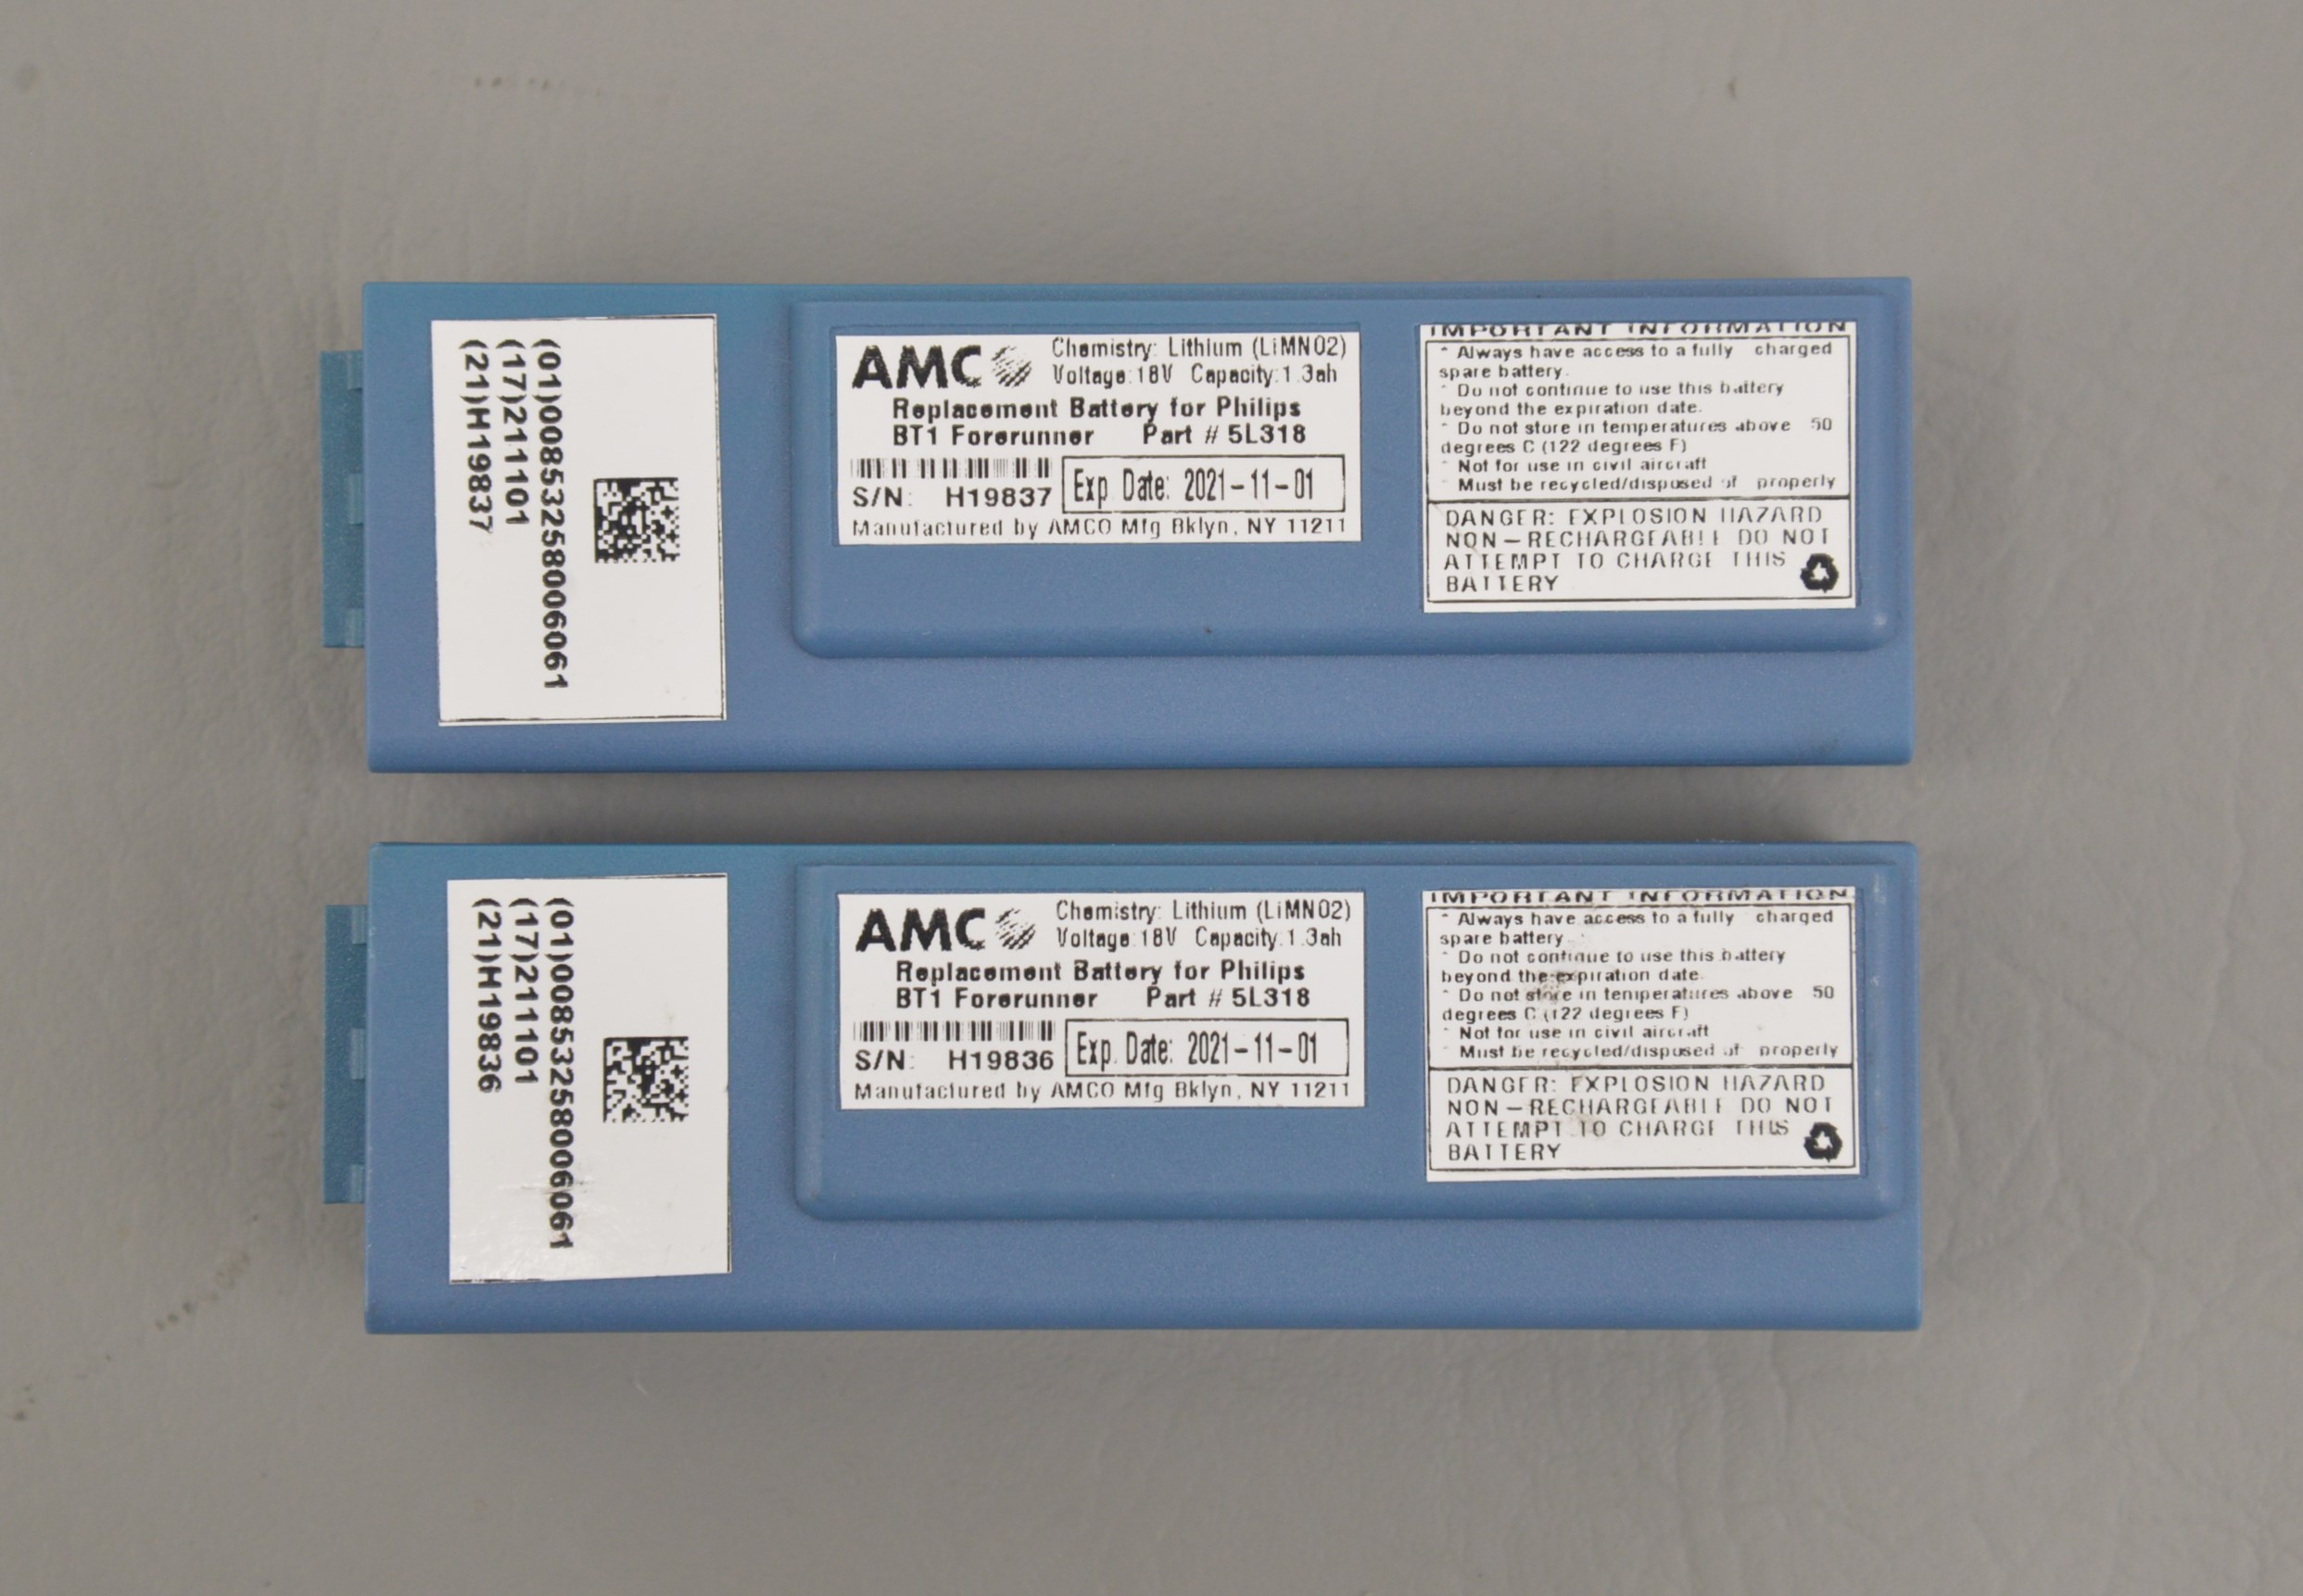 (01)00853258006061
(17)211101
(21)H19837
AMCO
Chemistry: Lithium (LiMNO2)
Voltage:18V Capacity:1.3ah
Replacement Battery for Philips
BT1 Forerunner Part # 5L318
S/N: H19837
Exp. Date: 2021-11-01
Manufactured by AMCO Mfg Bklyn, NY 11211
IMPORTANT INFORMATION
* Always have access to a fully charged
spare battery.
* Do not continue to use this battery
beyond the expiration date.
* Do not store in temperatures above 50
degrees C (122 degrees F)
* Not for use in civil aircraft
* Must be recycled/disposed of properly
DANGER: EXPLOSION HAZARD
NON-RECHARGEABLE DO NOT
ATTEMPT TO CHARGE THIS
BATTERY
(01)00853258006061
(17)211101
(21)H19836
AMCO
Chemistry: Lithium (LiMNO2)
Voltage:18V Capacity:1.3ah
Replacement Battery for Philips
BT1 Forerunner Part # 5L318
S/N: H19836
Exp. Date: 2021-11-01
Manufactured by AMCO Mfg Bklyn, NY 11211
IMPORTANT INFORMATION
* Always have access to a fully charged
spare battery.
* Do not continue to use this battery
beyond the expiration date.
* Do not store in temperatures above 50
degrees C (122 degrees F)
* Not for use in civil aircraft
* Must be recycled/disposed of properly
DANGER: EXPLOSION HAZARD
NON-RECHARGEABLE DO NOT
ATTEMPT TO CHARGE THIS
BATTERY